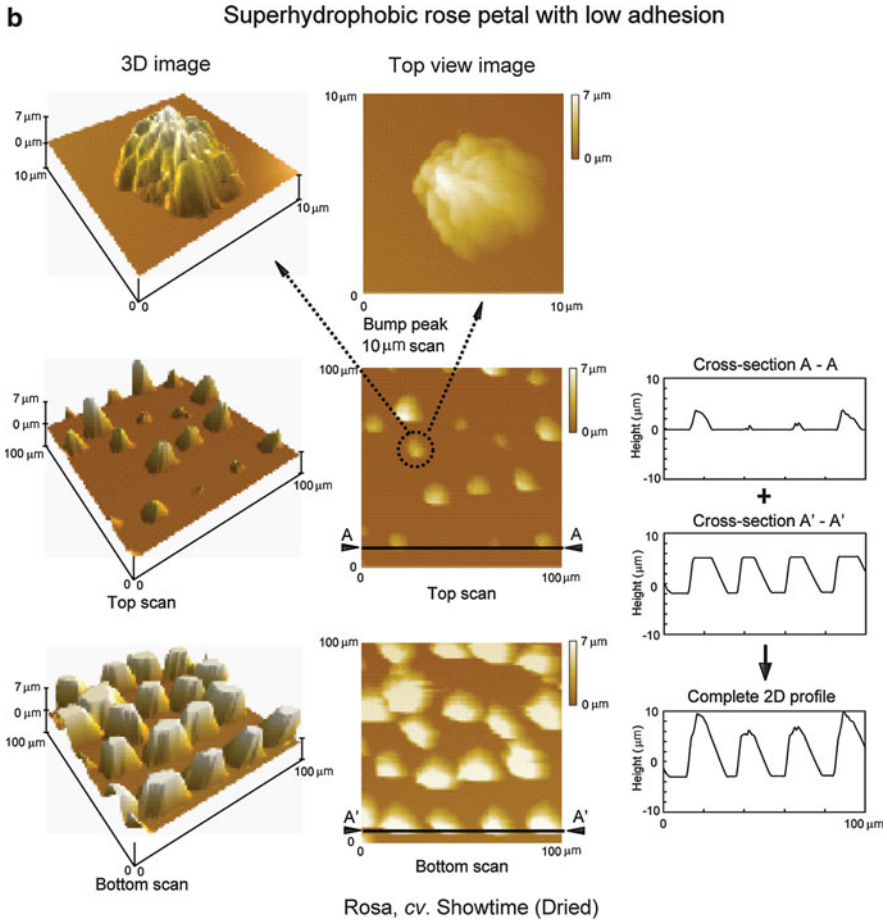 b
Superhydrophobic rose petal with low adhesion
3D image
Top view image
7 μm
0 μm
10 μm
10 μm
0 0
10 μm
0
0
10 μm
7 μm
0 μm
Bump peak
10 μm scan
7 μm
0 μm
100 μm
100 μm
0 0
Top scan
100 μm
A
A
0
0
100 μm
Top scan
7 μm
0 μm
Cross-section A - A
10
0
-10
Height (μm)
+
Cross-section A' - A'
10
0
-10
Height (μm)
7 μm
0 μm
100 μm
100 μm
0 0
Bottom scan
100 μm
A'
A'
0
0
100 μm
Bottom scan
7 μm
0 μm
Complete 2D profile
10
0
-10
Height (μm)
0
100 μm
Rosa, cv. Showtime (Dried)